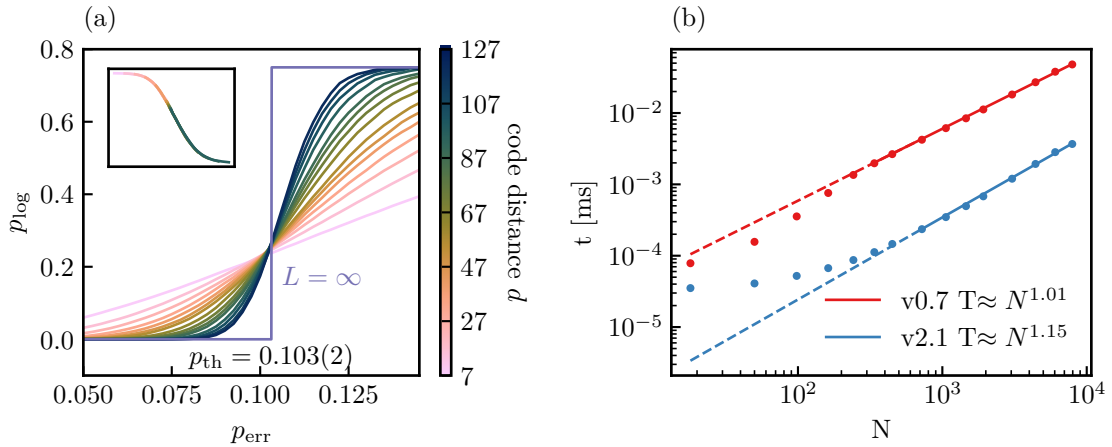 (a)
0.8
0.6
0.4
0.2
0.0
p_log
0.050
0.075
0.100
0.125
p_err
L = ∞
p_th = 0.103(2)
127
107
87
67
47
27
7
code distance d
(b)
10^−2
10^−3
10^−4
10^−5
t [ms]
v0.7 T≈ N^1.01
v2.1 T≈ N^1.15
10^2
10^3
10^4
N